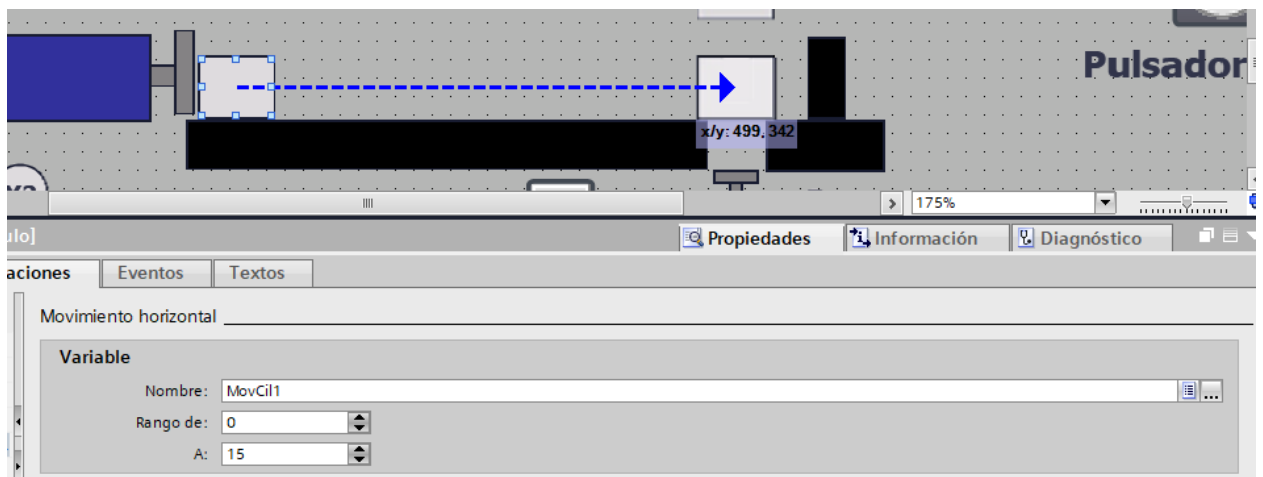 Pulsador
x/y: 499, 342
175%
ulo]
Propiedades
Información
Diagnóstico
aciones
Eventos
Textos
Movimiento horizontal
Variable
Nombre: MovCil1
Rango de: 0
A: 15